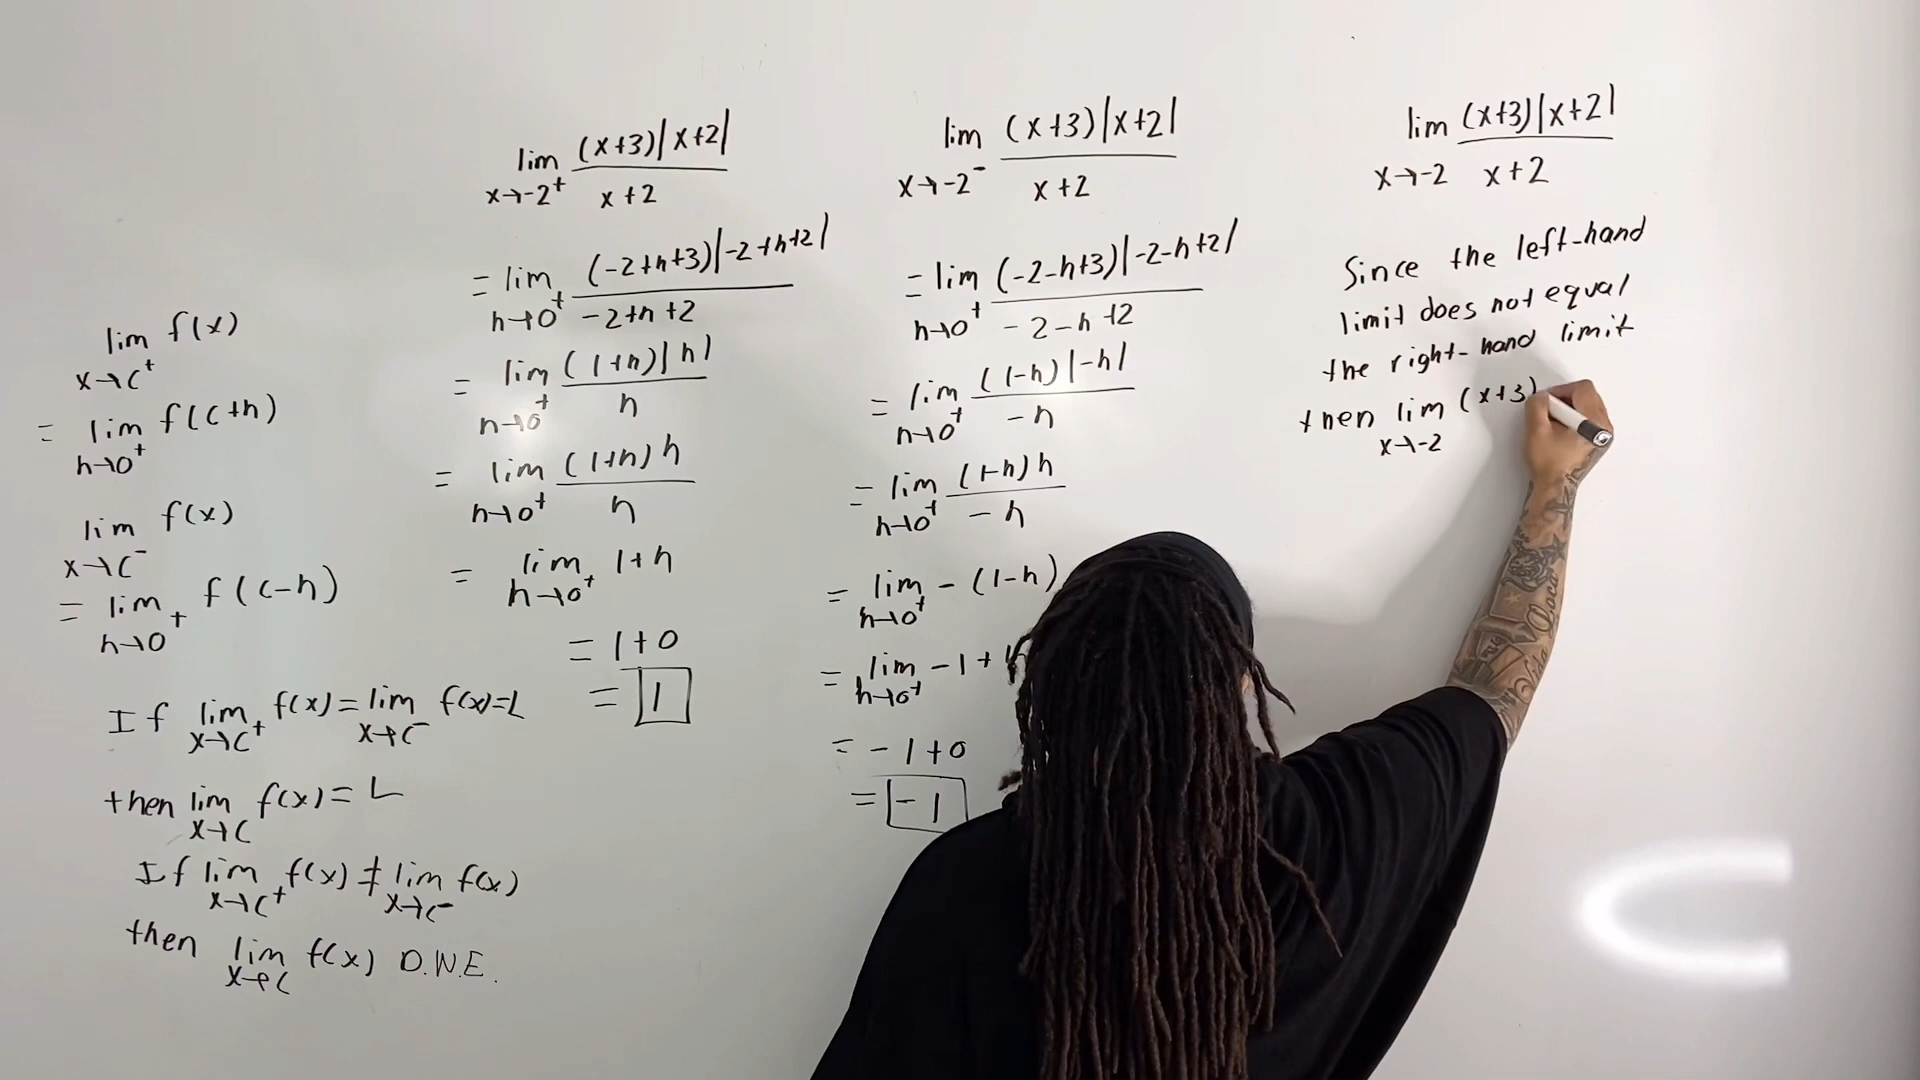 lim f(x)
x→c⁺
= lim f(c+h)
h→0⁺
lim f(x)
x→c⁻
= lim f(c-h)
h→0⁺
If lim f(x) = lim f(x)=L
x→c⁺ x→c⁻
then lim f(x) = L
x→c
If lim f(x) ≠ lim f(x)
x→c⁺ x→c⁻
then lim f(x) D.N.E.
x→c
lim (x+3)|x+2|
x→-2⁺ x+2
= lim (-2+h+3)|-2+h+2|
h→0⁺ -2+h+2
= lim (1+h)|h|
h→0⁺ h
= lim (1+h)h
h→0⁺ h
= lim 1+h
h→0⁺
= 1+0
= 1
lim (x+3)|x+2|
x→-2⁻ x+2
= lim (-2-h+3)|-2-h+2|
h→0⁺ -2-h+2
= lim (1-h)|-h|
h→0⁺ -h
= lim (1-h)h
h→0⁺ -h
= lim -(1-h)
h→0⁺
= lim -1+h
h→0⁺
= -1+0
= -1
lim (x+3)|x+2|
x→-2 x+2
Since the left-hand
limit does not equal
the right-hand limit
then lim (x+3)
x→-2